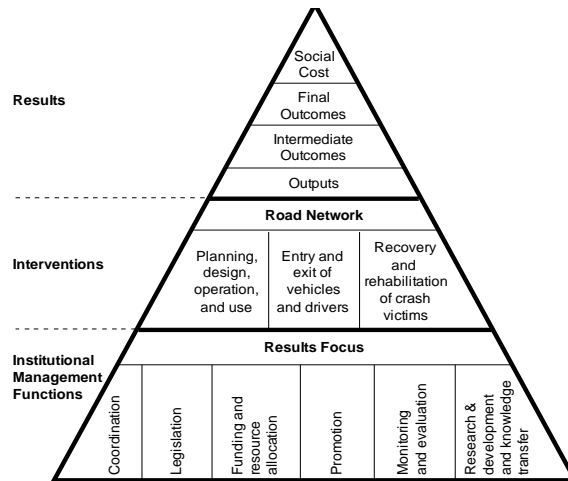 Social
Cost
Results
Final
Outcomes
Intermediate
Outcomes
Outputs
Road Network
Interventions
Planning,
design,
operation,
and use
Entry and
exit of
vehicles
and drivers
Recovery
and
rehabilitation
of crash
victims
Institutional
Management
Functions
Results Focus
Coordination
Legislation
Funding and
resource
allocation
Promotion
Monitoring
and evaluation
Research &
development
and knowledge
transfer